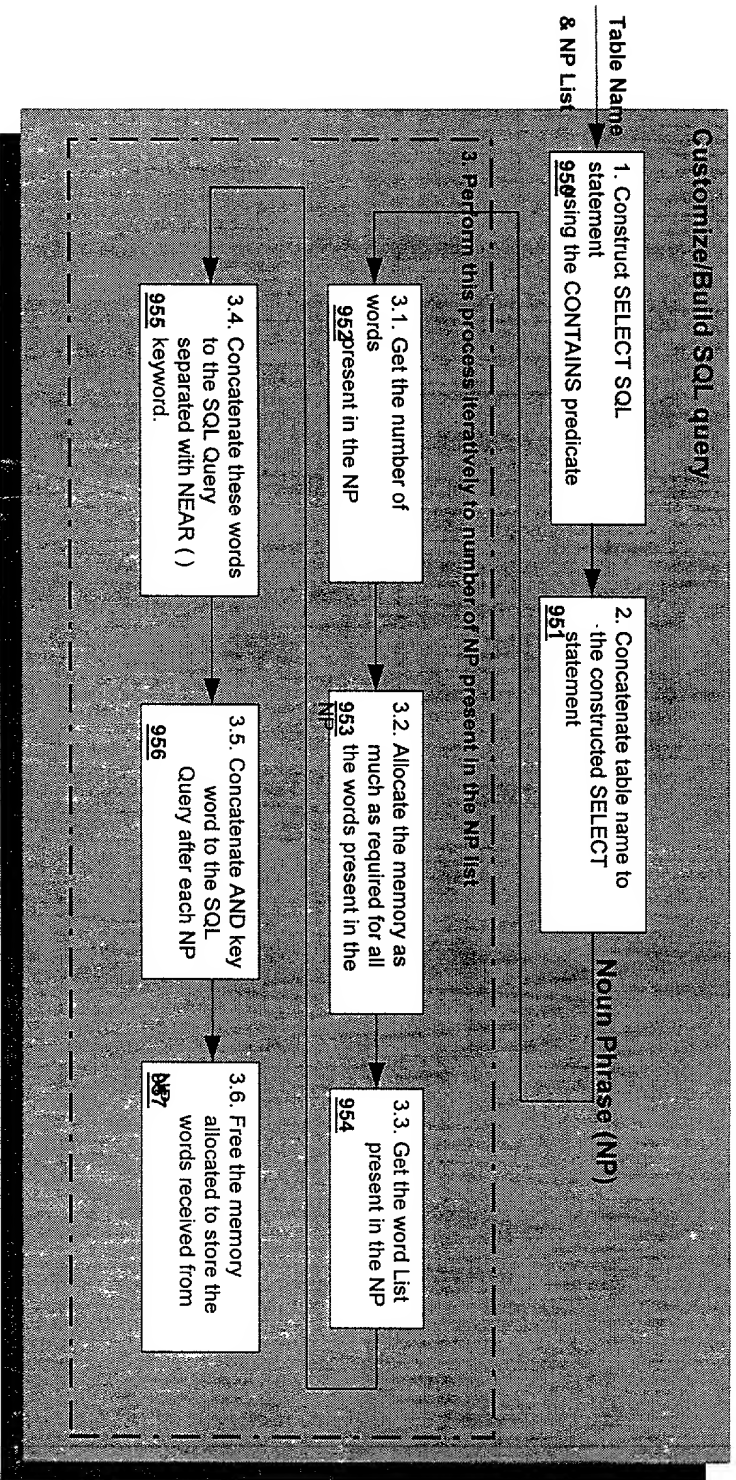 Customize/Build SQL query
Table Name
& NP List
1. Construct SELECT SQL
statement
950 using the CONTAINS predicate
2. Concatenate name to
the constructed SELECT
951 statement
Noun Phrase (NP)
3. Perform this process iteratively to number of NP present in the NP list
3.1. Get the number of
words
952 present in the NP
3.2. Allocate the memory as
much as required for all
953 the words present in the
NP
3.3. Get the word List
954 present in the NP
3.4. Concatenate these words
to the SQL Query
separated with NEAR ( )
955 keyword.
3.5. Concatenate AND key
word to the SQL
Query after each NP
956
3.6. Free the memory
allocated to store the
words received from
NP
957